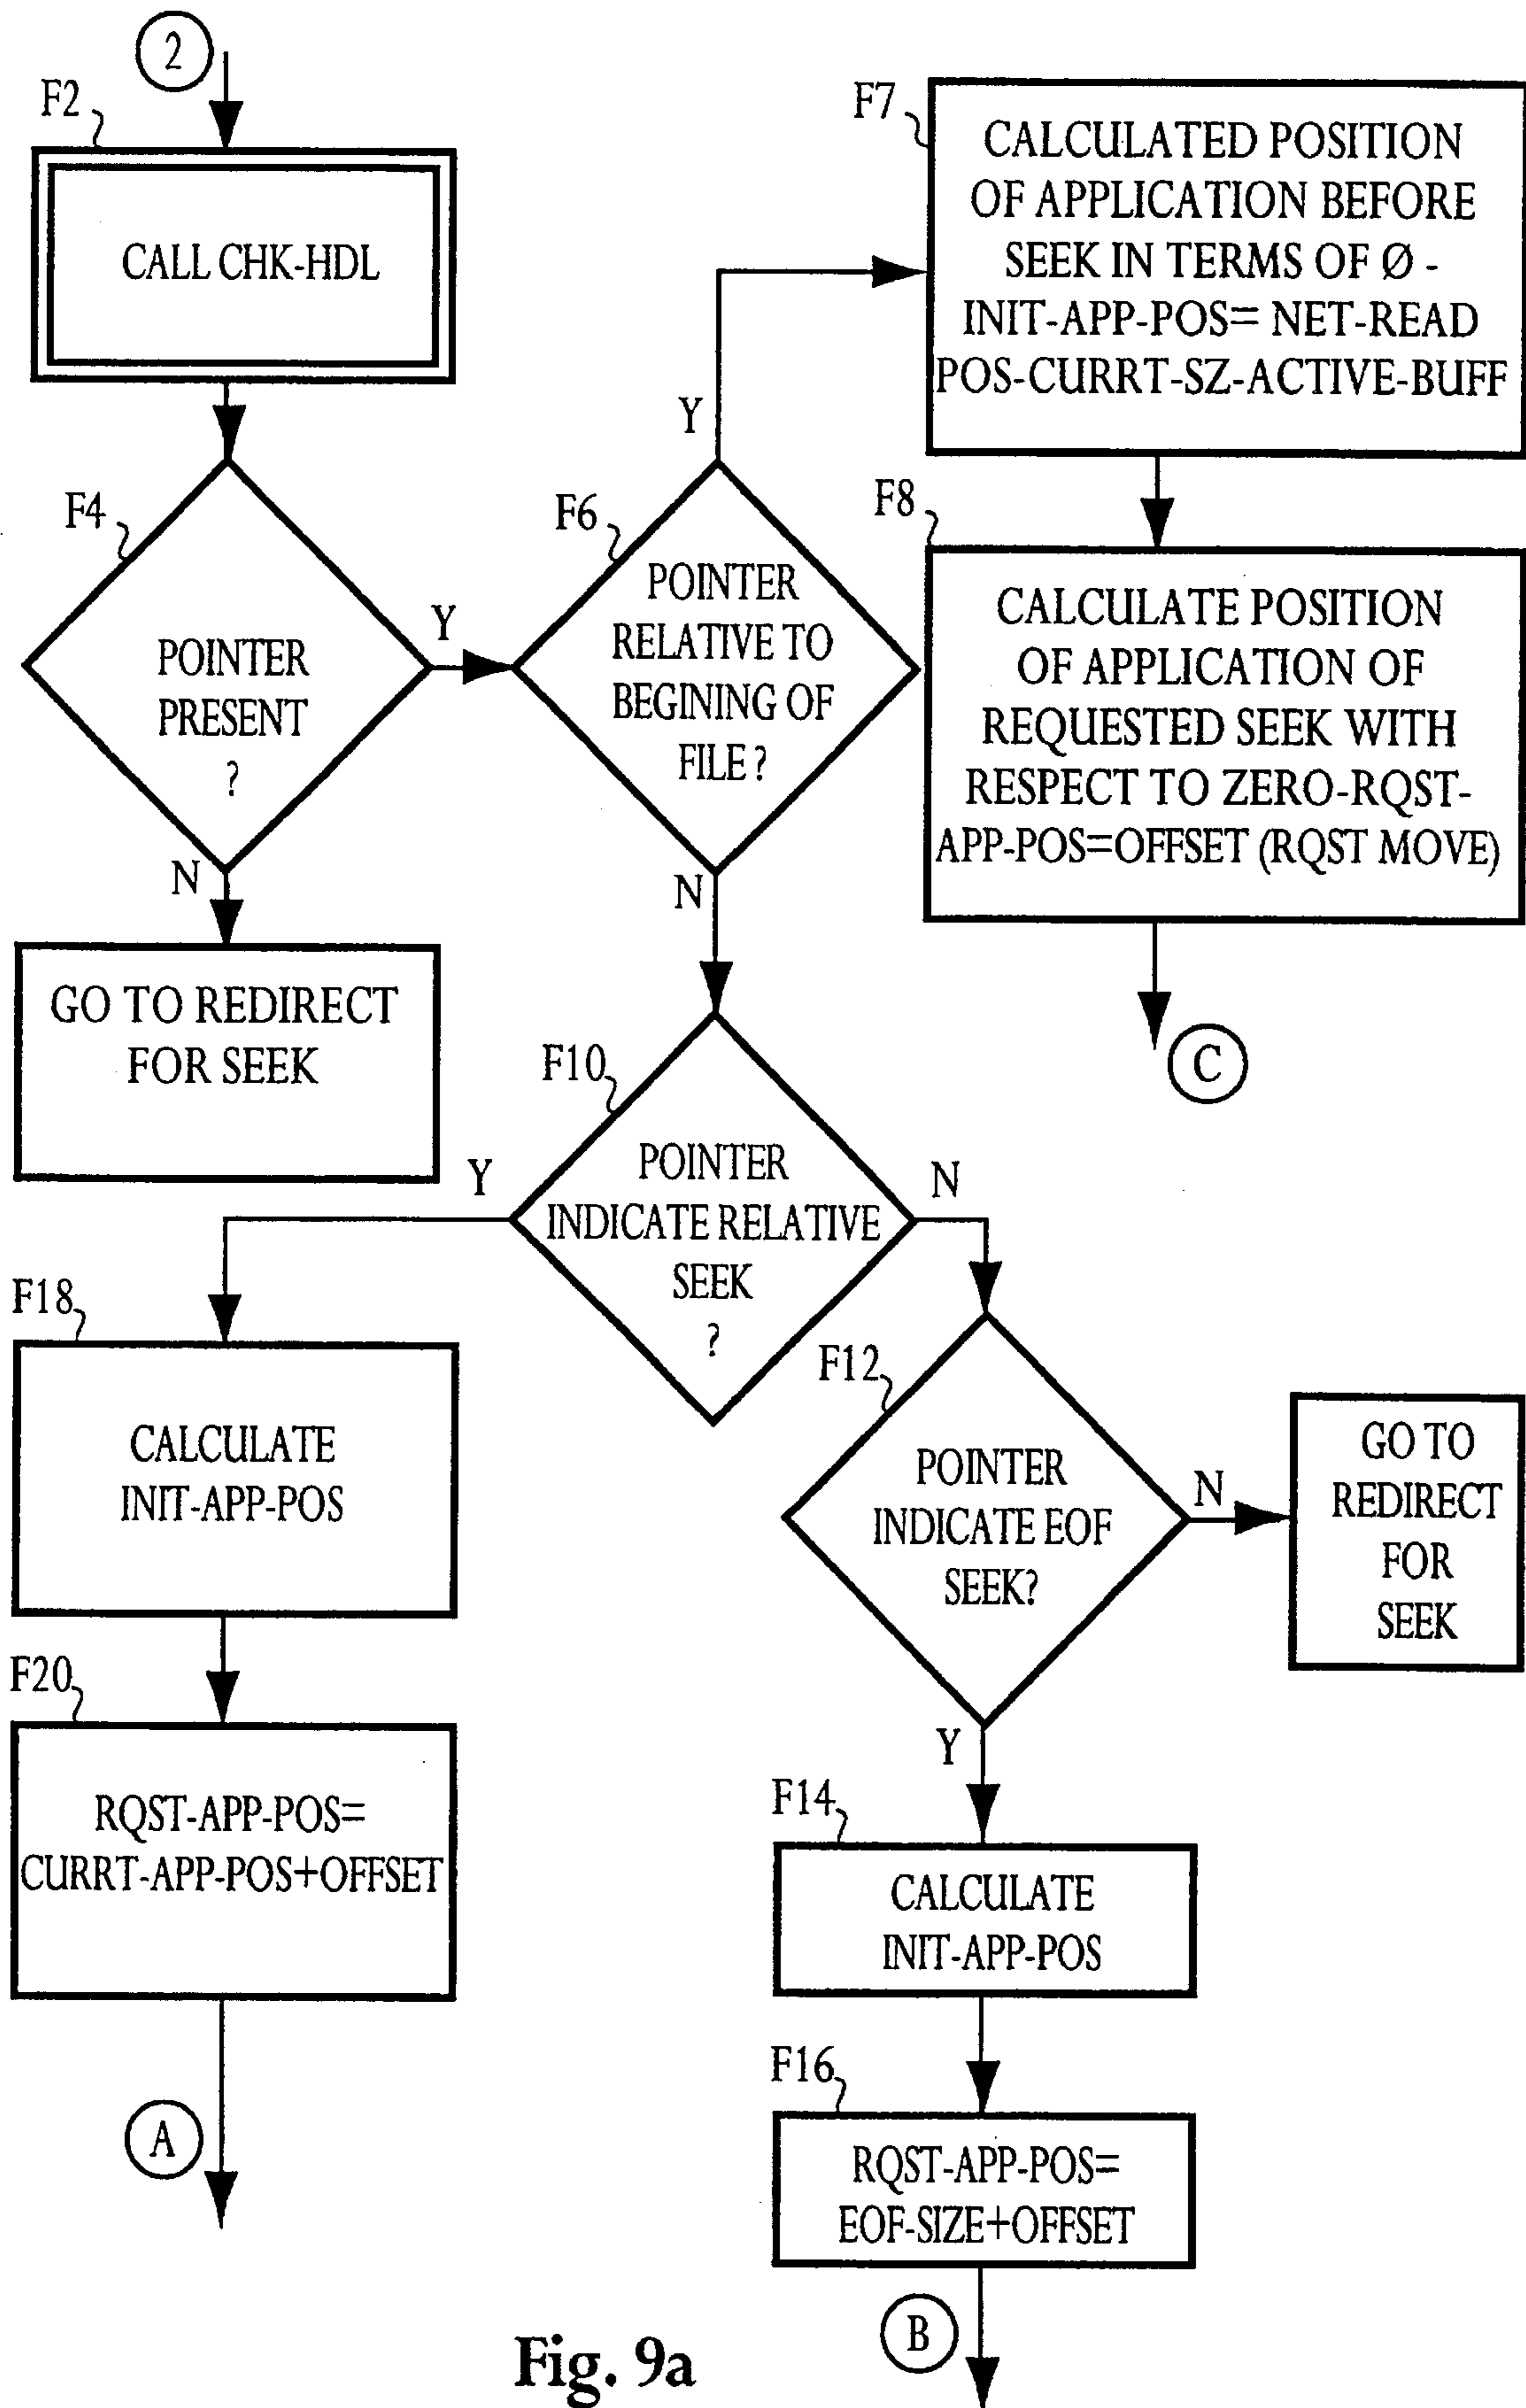 2
F2
CALL CHK-HDL
F4
POINTER
PRESENT
?
Y
N
GO TO REDIRECT
FOR SEEK
F6
POINTER
RELATIVE TO
BEGINING OF
FILE?
Y
N
F7
CALCULATED POSITION
OF APPLICATION BEFORE
SEEK IN TERMS OF Ø -
INIT-APP-POS= NET-READ
POS-CURRT-SZ-ACTIVE-BUFF
F8
CALCULATE POSITION
OF APPLICATION OF
REQUESTED SEEK WITH
RESPECT TO ZERO-RQST-
APP-POS=OFFSET (RQST MOVE)
C
F10
POINTER
INDICATE RELATIVE
SEEK
?
Y
N
F18
CALCULATE
INIT-APP-POS
F20
RQST-APP-POS=
CURRT-APP-POS+OFFSET
A
F12
POINTER
INDICATE EOF
SEEK?
N
GO TO
REDIRECT
FOR
SEEK
Y
F14
CALCULATE
INIT-APP-POS
F16
RQST-APP-POS=
EOF-SIZE+OFFSET
B
Fig. 9a